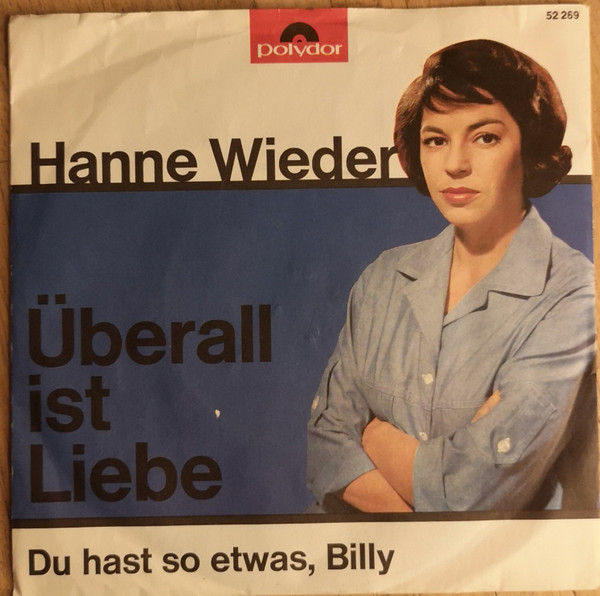 polydor
52 269
Hanne Wieder
Überall
ist
Liebe
Du hast so etwas, Billy